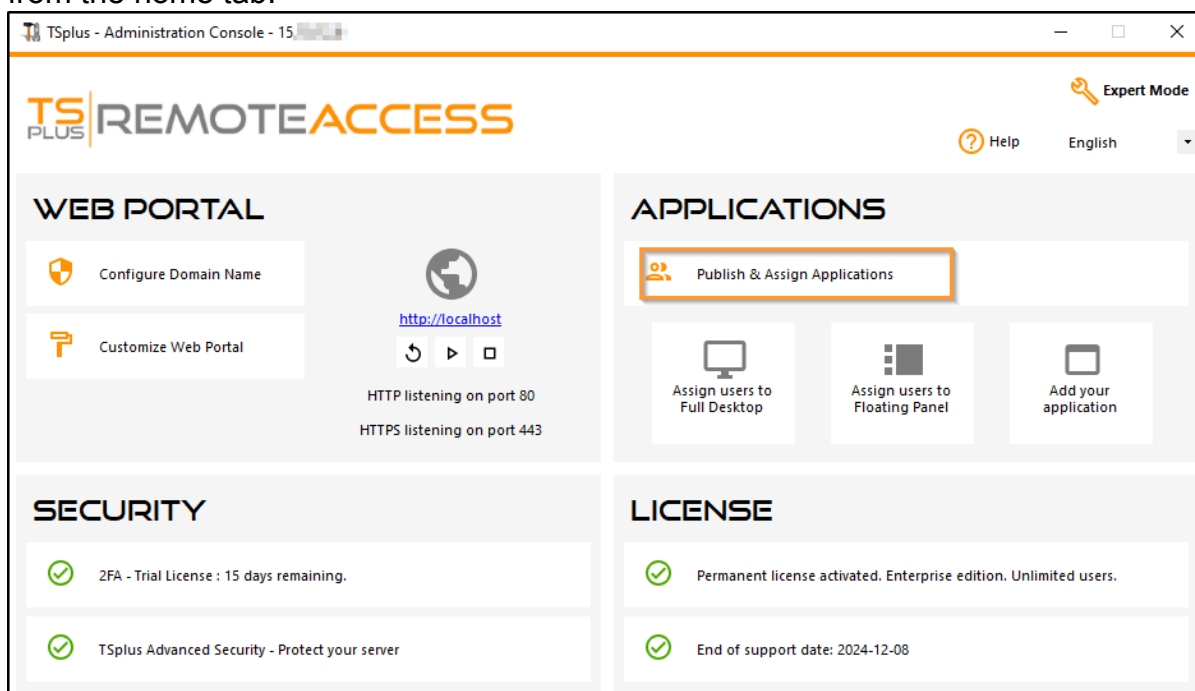 from the home tab.
TSplus - Administration Console - 15.
Expert Mode
TS PLUS REMOTEACCESS
Help English
WEB PORTAL
Configure Domain Name
http://localhost
Customize Web Portal
HTTP listening on port 80
HTTPS listening on port 443
APPLICATIONS
Publish & Assign Applications
Assign users to
Full Desktop
Assign users to
Floating Panel
Add your
application
SECURITY
2FA - Trial License : 15 days remaining.
TSplus Advanced Security - Protect your server
LICENSE
Permanent license activated. Enterprise edition. Unlimited users.
End of support date: 2024-12-08